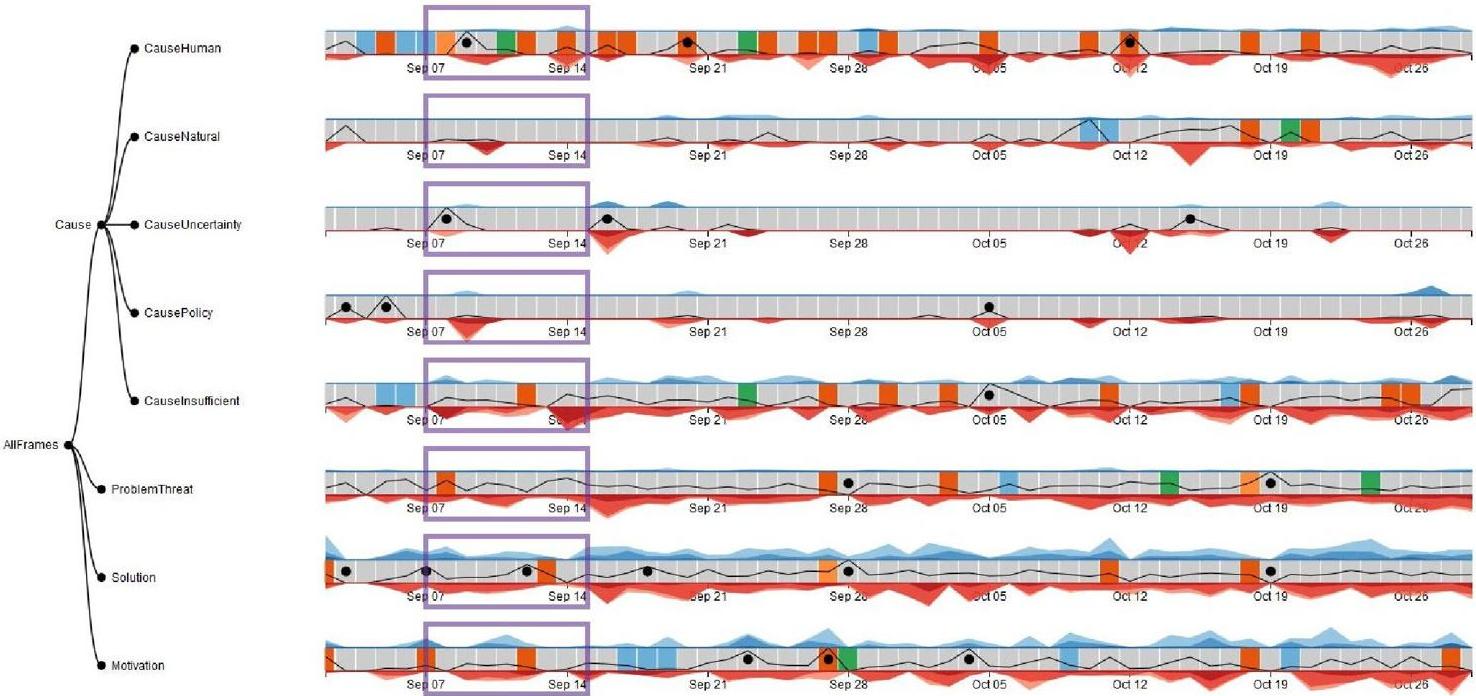 CauseHuman
Sep 07 Sep 14 Sep 21 Sep 28 Oct 05 Oct 12 Oct 19 Oct 26
CauseNatural
Sep 07 Sep 14 Sep 21 Sep 28 Oct 05 Oct 12 Oct 19 Oct 26
Cause CauseUncertainty
Sep 07 Sep 14 Sep 21 Sep 28 Oct 05 Oct 12 Oct 19 Oct 26
CausePolicy
Sep 07 Sep 14 Sep 21 Sep 28 Oct 05 Oct 12 Oct 19 Oct 26
CauseInsufficient
Sep 07 Sep 14 Sep 21 Sep 28 Oct 05 Oct 12 Oct 19 Oct 26
AllFrames
ProblemThreat
Sep 07 Sep 14 Sep 21 Sep 28 Oct 05 Oct 12 Oct 19 Oct 26
Solution
Sep 07 Sep 14 Sep 21 Sep 28 Oct 05 Oct 12 Oct 19 Oct 26
Motivation
Sep 07 Sep 14 Sep 21 Sep 28 Oct 05 Oct 12 Oct 19 Oct 26